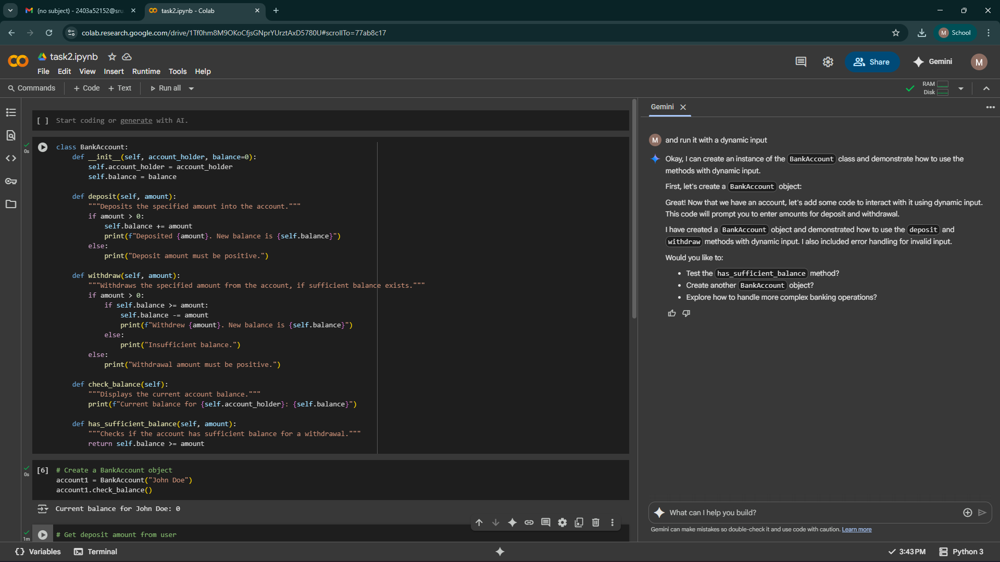 (no subject) - 2403a52152@sru
task2.ipynb - Colab
colab.research.google.com/drive/1Tf0hm8M9OKoCfjsGNprYUrztAxD5780U#scrollTo=77ab8c17
M School
task2.ipynb
File Edit View Insert Runtime Tools Help
Share
Gemini
M
Commands + Code + Text Run all
RAM
Disk
[ ] Start coding or generate with AI.
0s
class BankAccount:
    def __init__(self, account_holder, balance=0):
        self.account_holder = account_holder
        self.balance = balance
    def deposit(self, amount):
        """Deposits the specified amount into the account."""
        if amount > 0:
            self.balance += amount
            print(f"Deposited {amount}. New balance is {self.balance}")
        else:
            print("Deposit amount must be positive.")
    def withdraw(self, amount):
        """Withdraws the specified amount from the account, if sufficient balance exists."""
        if amount > 0:
            if self.balance >= amount:
                self.balance -= amount
                print(f"Withdrew {amount}. New balance is {self.balance}")
            else:
                print("Insufficient balance.")
        else:
            print("Withdrawal amount must be positive.")
    def check_balance(self):
        """Displays the current account balance."""
        print(f"Current balance for {self.account_holder}: {self.balance}")
    def has_sufficient_balance(self, amount):
        """Checks if the account has sufficient balance for a withdrawal."""
        return self.balance >= amount
0s
[6] # Create a BankAccount object
account1 = BankAccount("John Doe")
account1.check_balance()
Current balance for John Doe: 0
1m
# Get deposit amount from user
Gemini
M and run it with a dynamic input
Okay, I can create an instance of the BankAccount class and demonstrate how to use the
methods with dynamic input.
First, let's create a BankAccount object:
Great! Now that we have an account, let's add some code to interact with it using dynamic input.
This code will prompt you to enter amounts for deposit and withdrawal.
I have created a BankAccount object and demonstrated how to use the deposit and
withdraw methods with dynamic input. I also included error handling for invalid input.
Would you like to:
• Test the has_sufficient_balance method?
• Create another BankAccount object?
• Explore how to handle more complex banking operations?
What can I help you build?
Gemini can make mistakes so double-check it and use code with caution. Learn more
Variables Terminal
3:43 PM Python 3